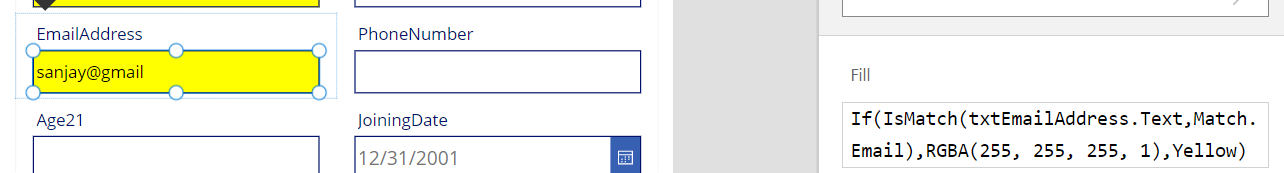 EmailAddress
PhoneNumber
sanjay@gmail
Age21
JoiningDate
12/31/2001
Fill
If(IsMatch(txtEmailAddress.Text,Match.
Email),RGBA(255, 255, 255, 1),Yellow)